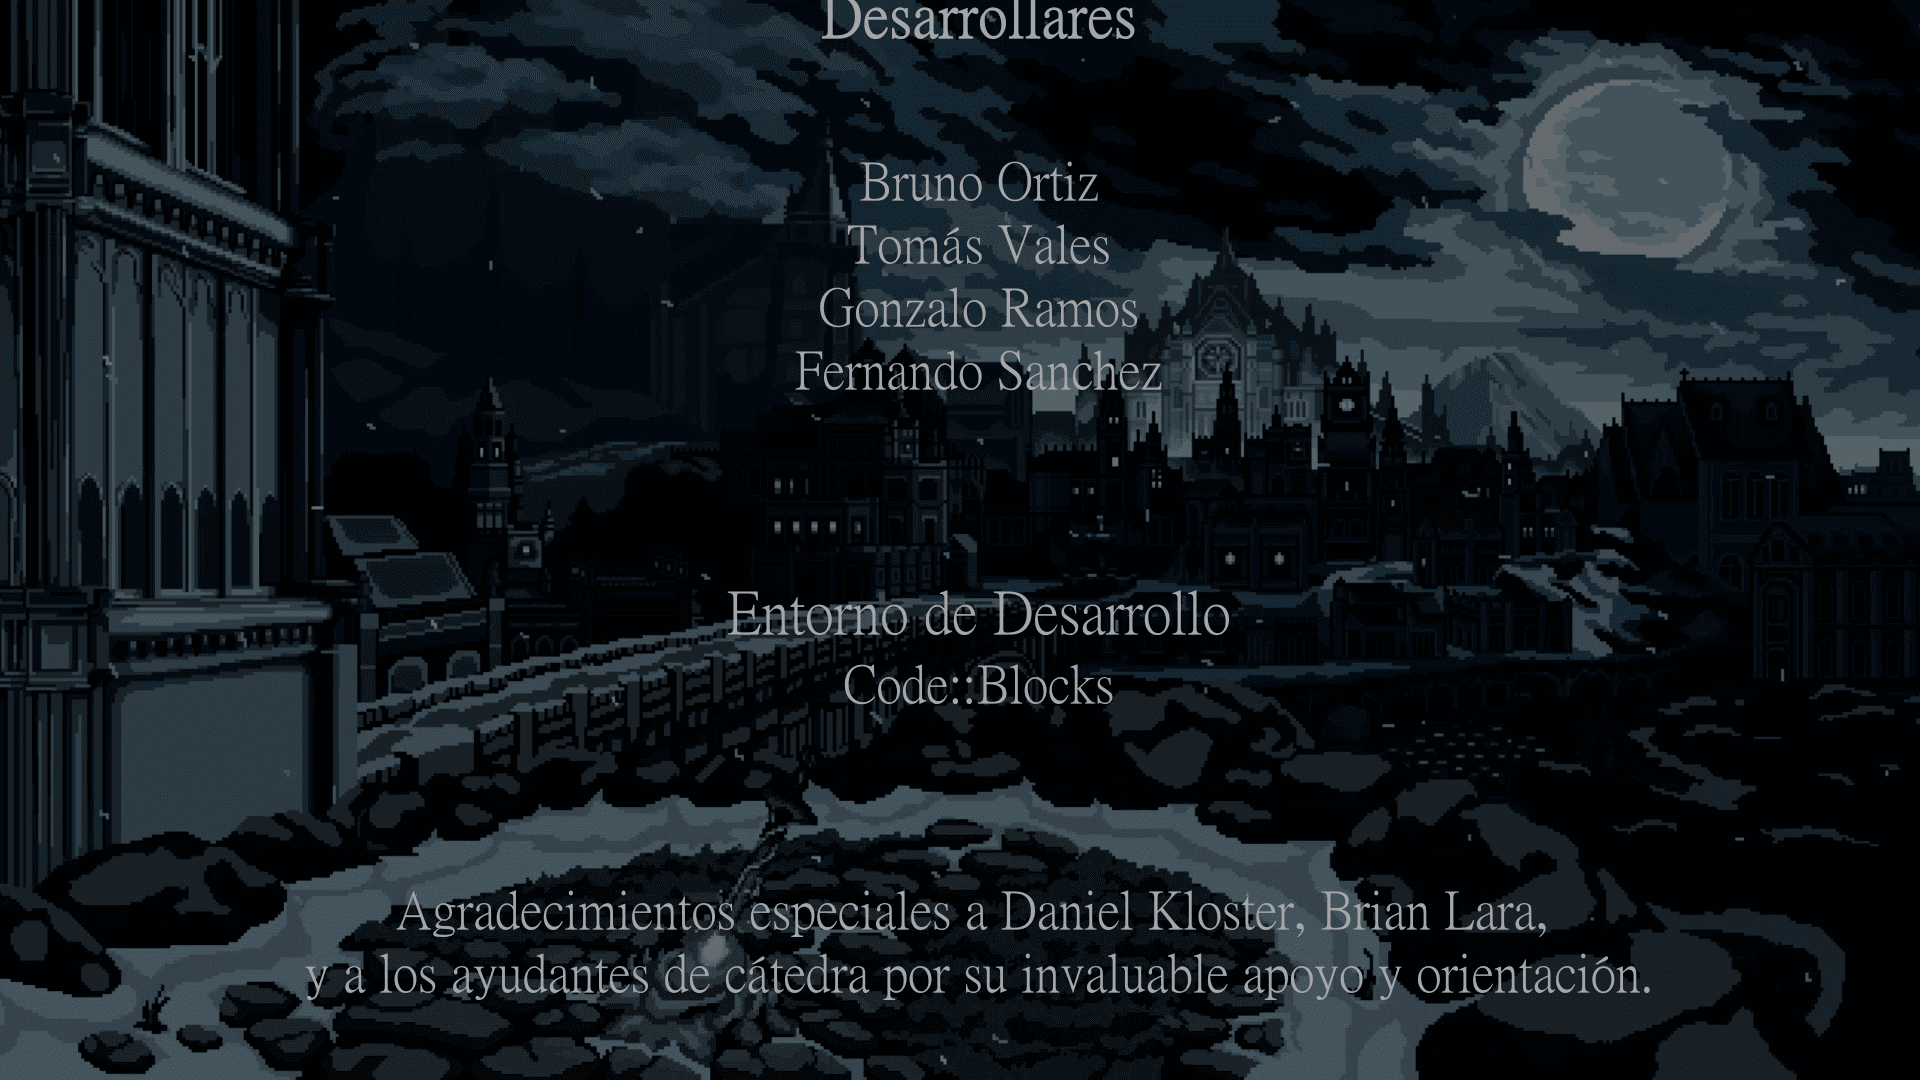 Desarrollares
Bruno Ortiz
Tomás Vales
Gonzalo Ramos
Fernando Sanchez
Entorno de Desarrollo
Code::Blocks
Agradecimientos especiales a Daniel Kloster, Brian Lara,
y a los ayudantes de cátedra por su invaluable apoyo y orientación.